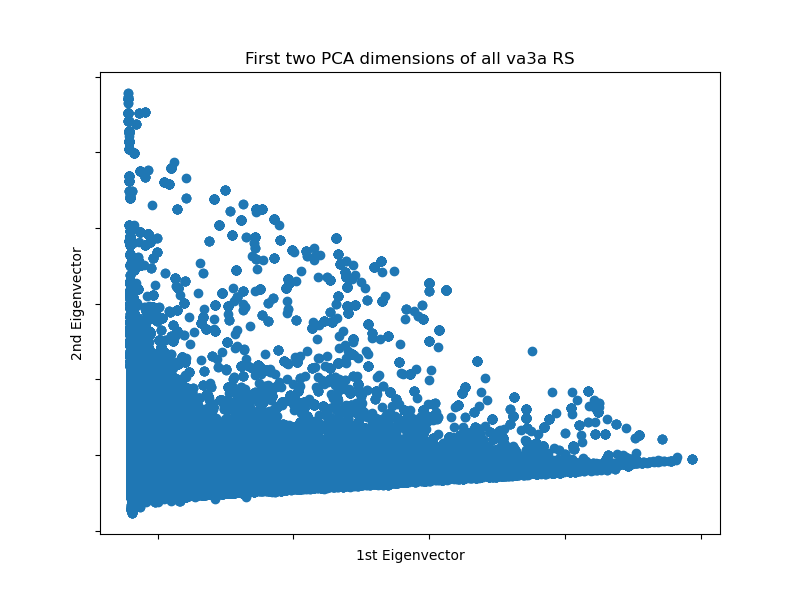 First two PCA dimensions of all va3a RS
2nd Eigenvector
1st Eigenvector